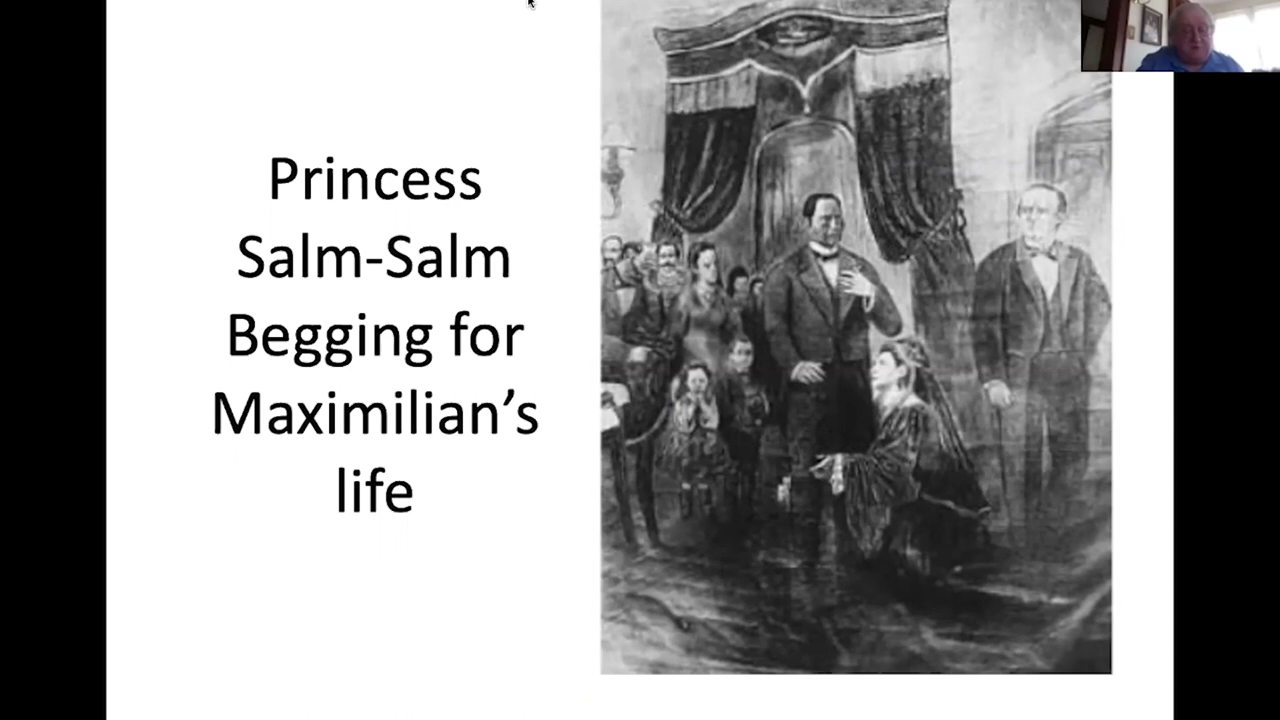 Princess
Salm-Salm
Begging for
Maximilian’s
life